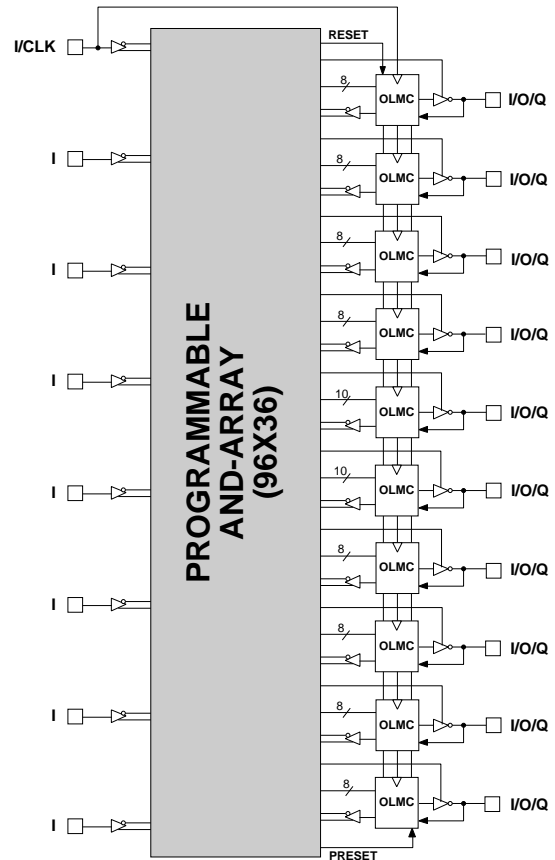 RESET
I/CLK
8
OLMC
I/O/Q
I
8
OLMC
I/O/Q
I
8
OLMC
I/O/Q
8
OLMC
I/O/Q
I
10
OLMC
I/O/Q
PROGRAMMABLE
AND-ARRAY
(96X36)
I
10
OLMC
I/O/Q
8
OLMC
I/O/Q
I
8
OLMC
I/O/Q
I
8
OLMC
I/O/Q
8
OLMC
I/O/Q
I
PRESET